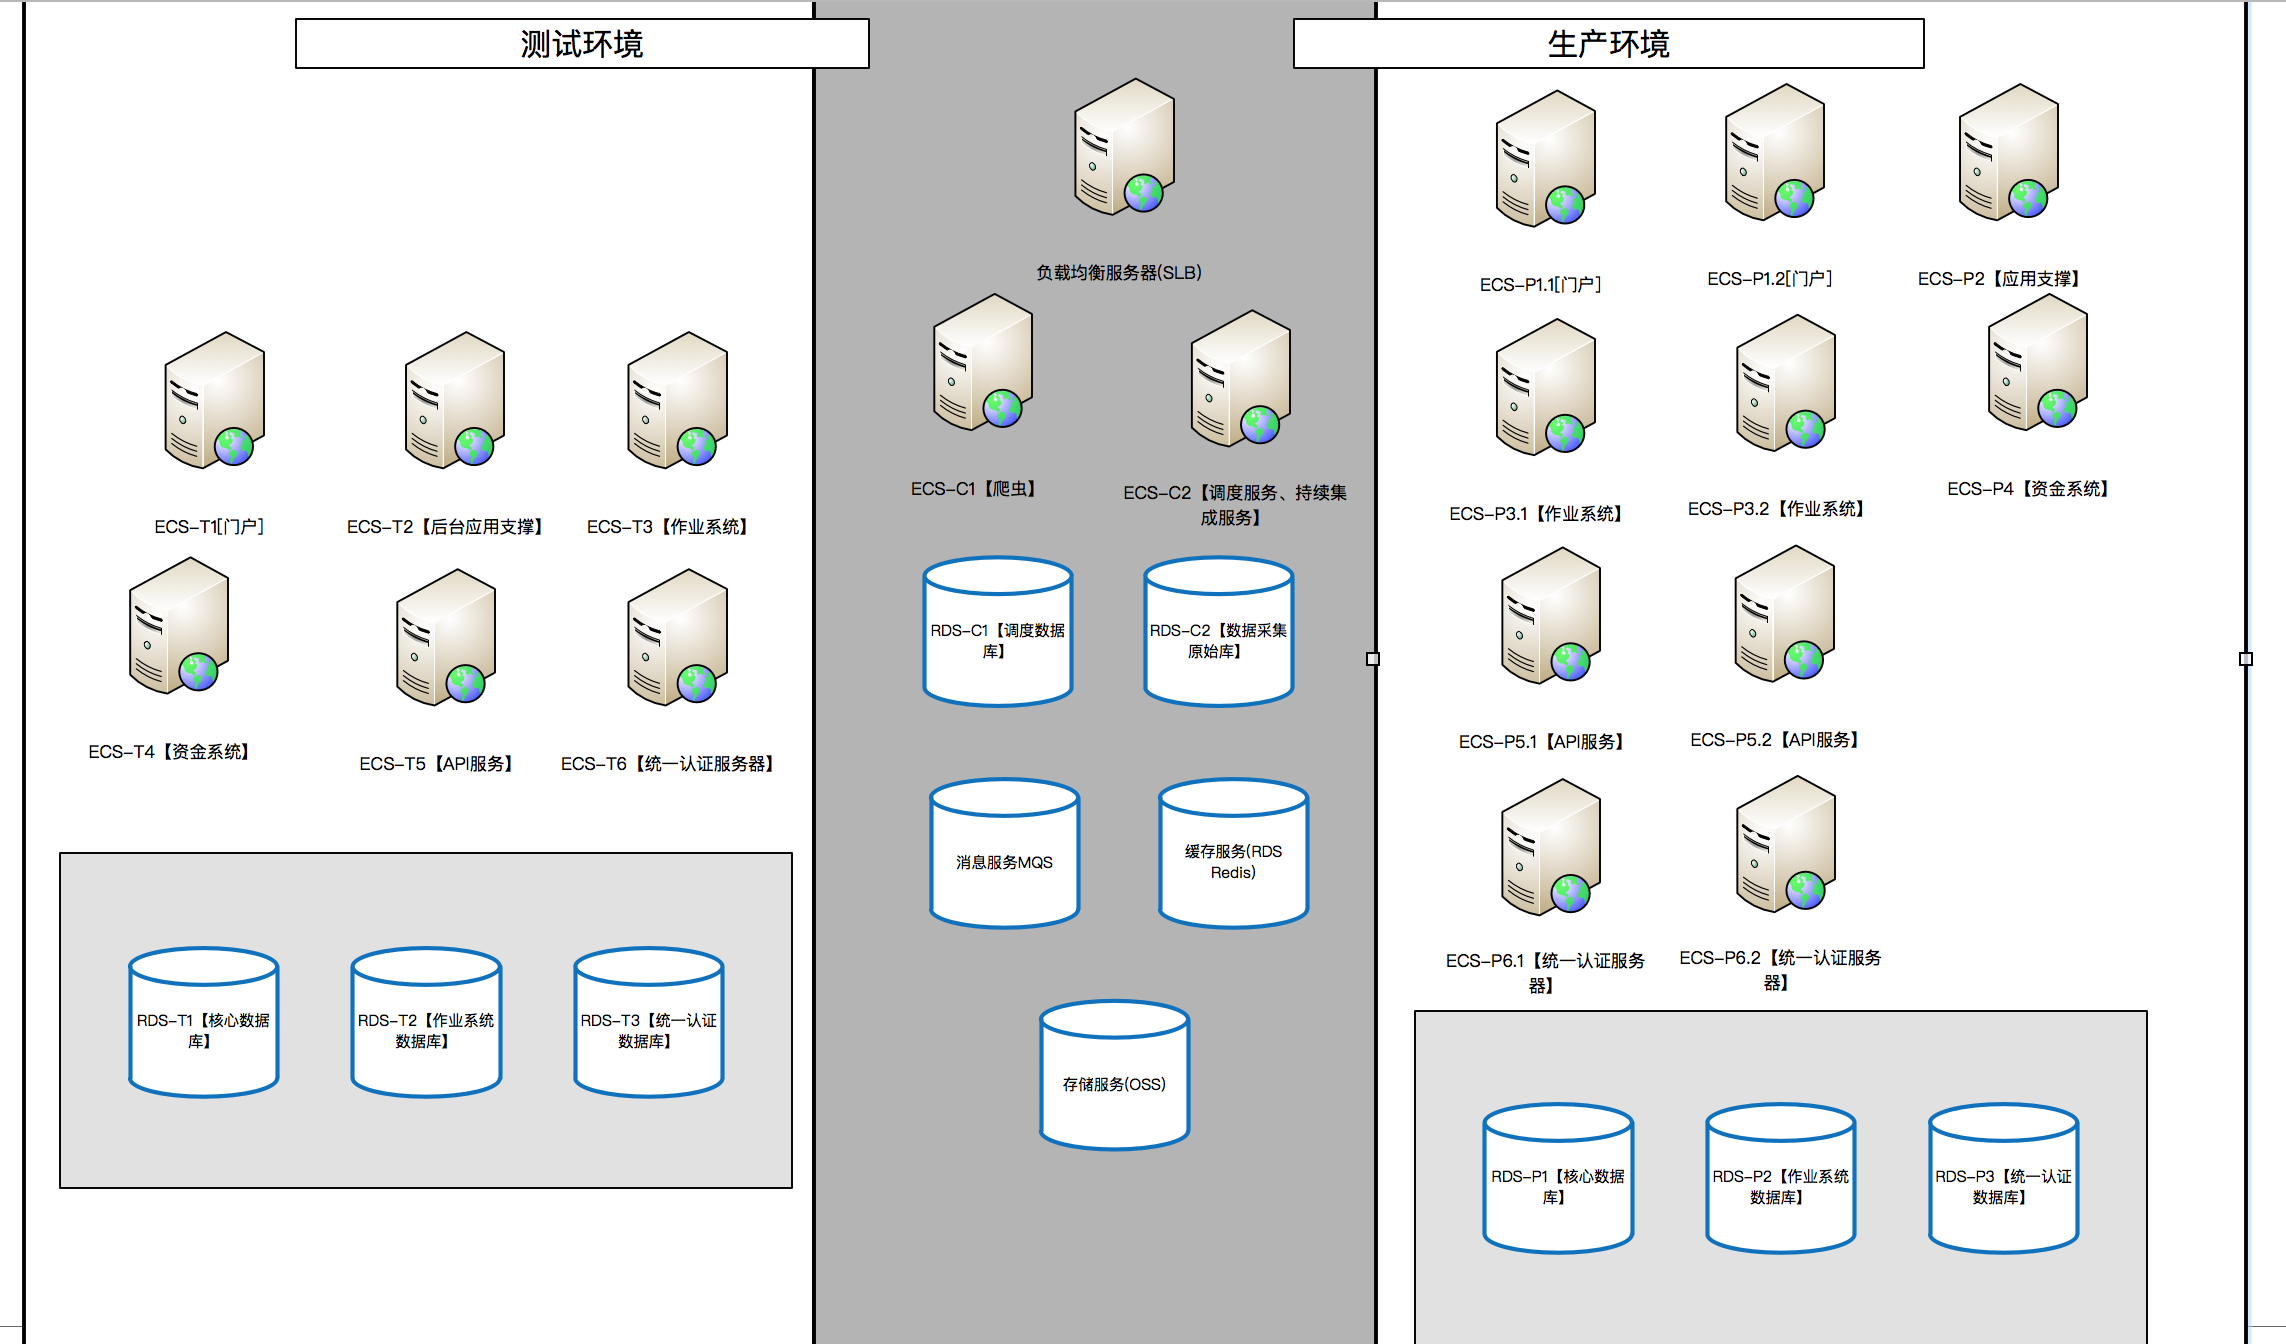 测试环境
生产环境
负载均衡服务器(SLB)
ECS-P1.1[门户]
ECS-P1.2[门户]
ECS-P2【应用支撑】
ECS-T1[门户]
ECS-T2【后台应用支撑】
ECS-T3【作业系统】
ECS-C1【爬虫】
ECS-C2【调度服务、持续集
成服务】
ECS-P3.1【作业系统】
ECS-P3.2【作业系统】
ECS-P4【资金系统】
ECS-T4【资金系统】
ECS-T5【API服务】
ECS-T6【统一认证服务器】
RDS-C1【调度数据
库】
RDS-C2【数据采集
原始库】
ECS-P5.1【API服务】
ECS-P5.2【API服务】
消息服务MQS
缓存服务(RDS
Redis)
ECS-P6.1【统一认证服务
器】
ECS-P6.2【统一认证服务
器】
RDS-T1【核心数据
库】
RDS-T2【作业系统
数据库】
RDS-T3【统一认证
数据库】
存储服务(OSS)
RDS-P1【核心数据
库】
RDS-P2【作业系统
数据库】
RDS-P3【统一认证
数据库】